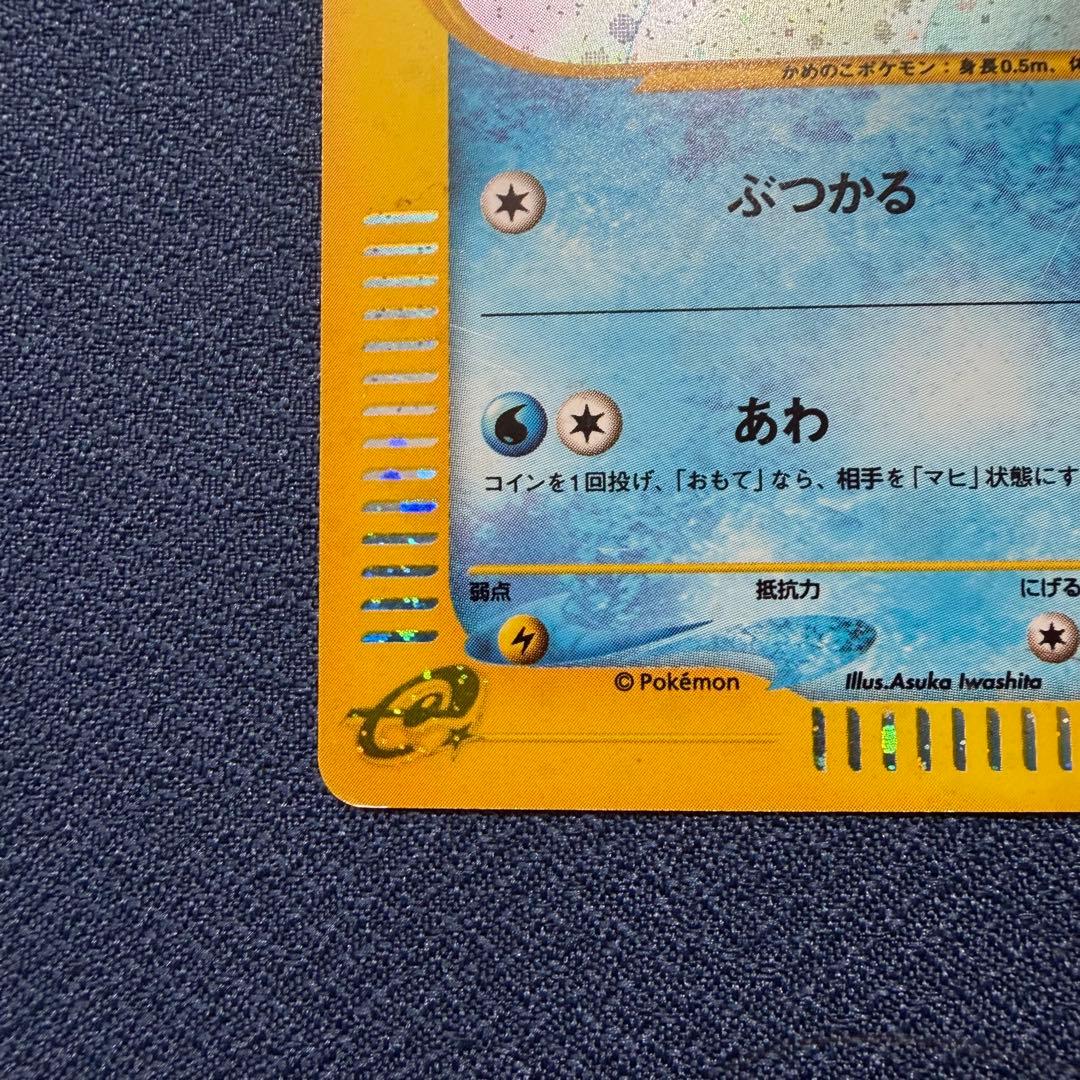 かめのこポケモン：身長0.5m、体
ぶつかる
あわ
コインを1回投げ、「おもて」なら、相手を「マヒ」状態にす
弱点 抵抗力 にげる
© Pokémon Illus.Asuka Iwashita
e